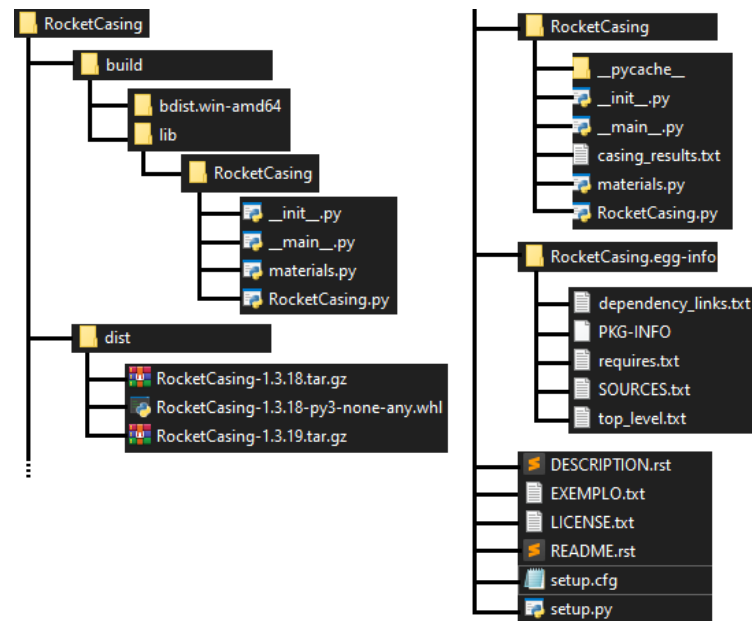 RocketCasing
build
bdist.win-amd64
lib
RocketCasing
__init__.py
__main__.py
materials.py
RocketCasing.py
dist
RocketCasing-1.3.18.tar.gz
RocketCasing-1.3.18-py3-none-any.whl
RocketCasing-1.3.19.tar.gz
RocketCasing
__pycache__
__init__.py
__main__.py
casing_results.txt
materials.py
RocketCasing.py
RocketCasing.egg-info
dependency_links.txt
PKG-INFO
requires.txt
SOURCES.txt
top_level.txt
DESCRIPTION.rst
EXEMPLO.txt
LICENSE.txt
README.rst
setup.cfg
setup.py